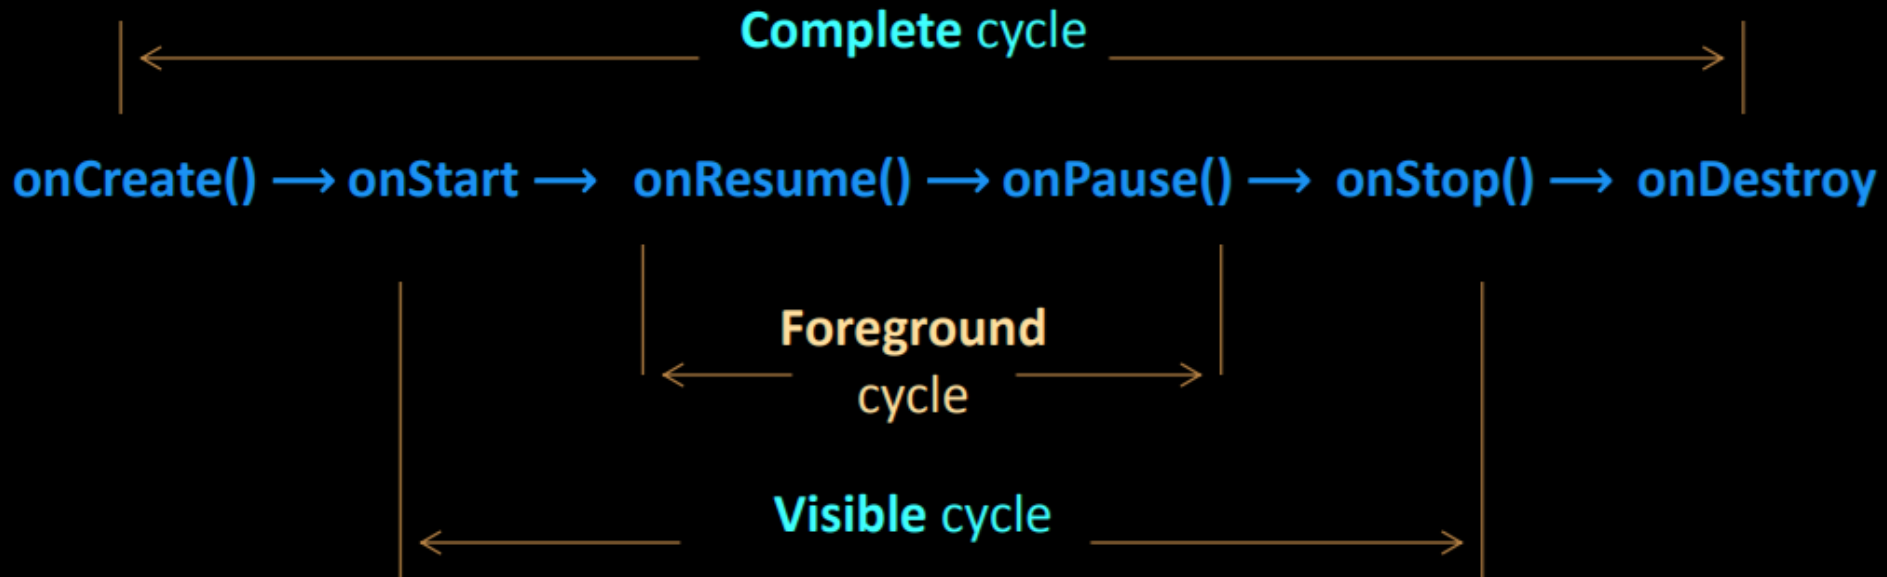 Complete cycle
onCreate() → onStart → onResume() → onPause() → onStop() → onDestroy
Foreground
cycle
Visible cycle